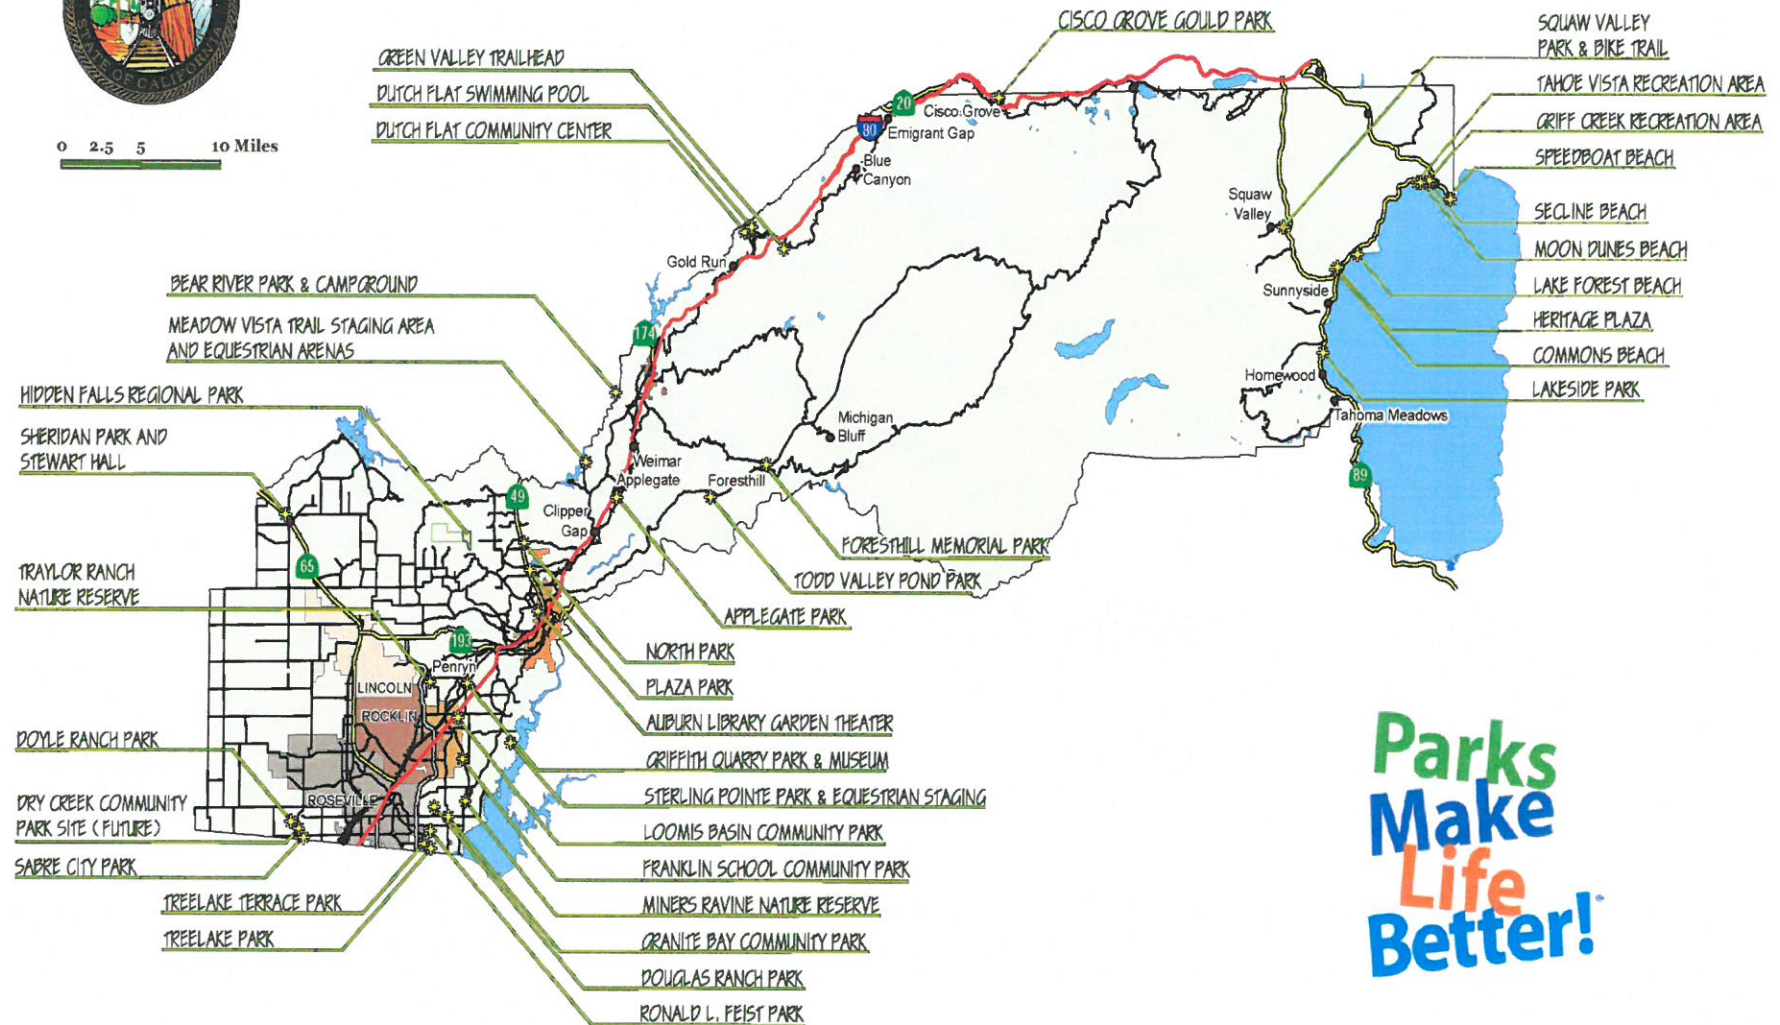 STATE OF CALIFORNIA
0 2.5 5 10 Miles
GREEN VALLEY TRAILHEAD
DUTCH FLAT SWIMMING POOL
DUTCH FLAT COMMUNITY CENTER
CISCO GROVE GOULD PARK
SQUAW VALLEY
PARK & BIKE TRAIL
TAHOE VISTA RECREATION AREA
GRIFF CREEK RECREATION AREA
SPEEDBOAT BEACH
SECLINE BEACH
MOON DUNES BEACH
LAKE FOREST BEACH
HERITAGE PLAZA
COMMONS BEACH
LAKESIDE PARK
20
80
Cisco Grove
Emigrant Gap
Blue
Canyon
Squaw
Valley
Gold Run
Sunnyside
Homewood
Tahoma Meadows
89
174
BEAR RIVER PARK & CAMPGROUND
MEADOW VISTA TRAIL STAGING AREA
AND EQUESTRIAN ARENAS
HIDDEN FALLS REGIONAL PARK
SHERIDAN PARK AND
STEWART HALL
Michigan
Bluff
Weimar
Applegate
Foresthill
49
Clipper
Gap
65
193
TRAYLOR RANCH
NATURE RESERVE
Penryn
LINCOLN
ROCKLIN
ROSEVILLE
DOYLE RANCH PARK
DRY CREEK COMMUNITY
PARK SITE (FUTURE)
SABRE CITY PARK
TREELAKE TERRACE PARK
TREELAKE PARK
FORESTHILL MEMORIAL PARK
TODD VALLEY POND PARK
APPLEGATE PARK
NORTH PARK
PLAZA PARK
AUBURN LIBRARY GARDEN THEATER
GRIFFITH QUARRY PARK & MUSEUM
STERLING POINTE PARK & EQUESTRIAN STAGING
LOOMIS BASIN COMMUNITY PARK
FRANKLIN SCHOOL COMMUNITY PARK
MINERS RAVINE NATURE RESERVE
GRANITE BAY COMMUNITY PARK
DOUGLAS RANCH PARK
RONALD L. FEIST PARK
Parks
Make
Life
Better!